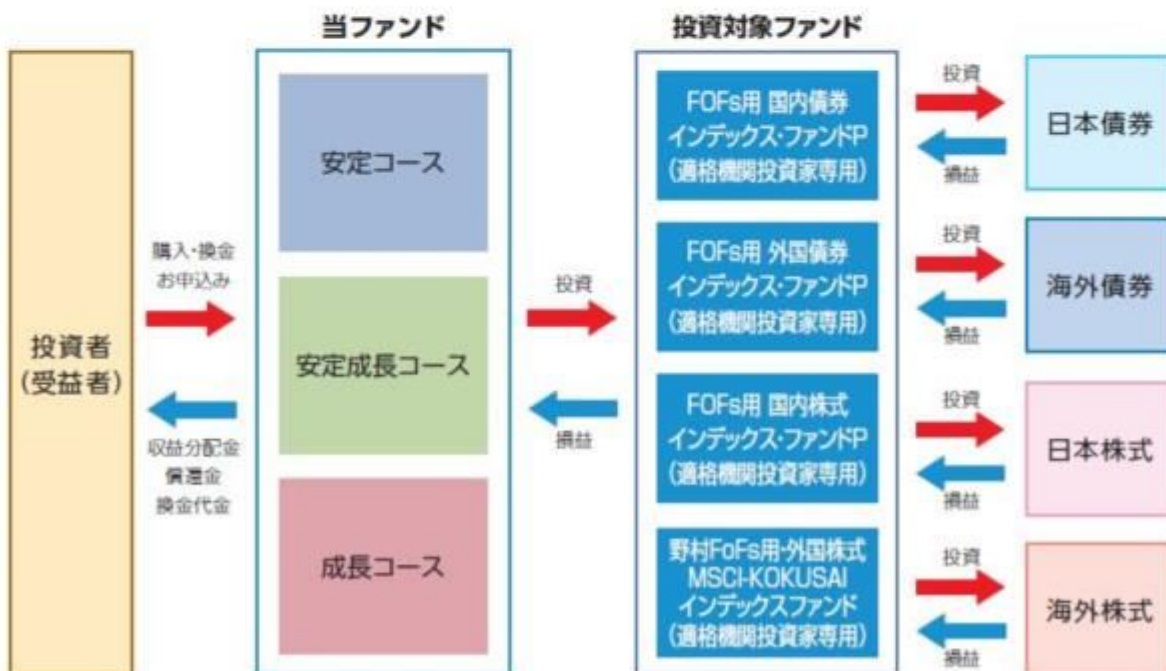 当ファンド
投資対象ファンド
投資者
(受益者)
購入・換金
お申込み
収益分配金
償還金
換金代金
安定コース
安定成長コース
成長コース
投資
損益
FOFs用 国内債券
インデックス・ファンドP
(適格機関投資家専用)
投資
損益
日本債券
FOFs用 外国債券
インデックス・ファンドP
(適格機関投資家専用)
投資
損益
海外債券
FOFs用 国内株式
インデックス・ファンドP
(適格機関投資家専用)
投資
損益
日本株式
野村FoFs用・外国株式
MSCI-KOKUSAI
インデックスファンド
(適格機関投資家専用)
投資
損益
海外株式